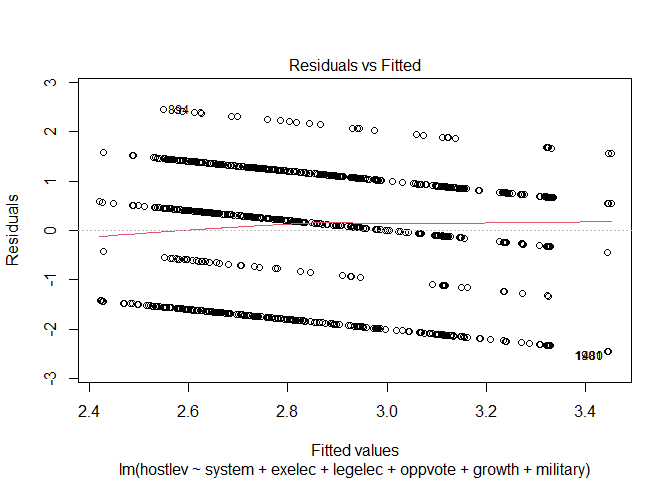 Residuals vs Fitted
Residuals
3
2
1
0
-1
-2
-3
894
2.4 2.6 2.8 3.0 3.2 3.4
Fitted values
lm(hostlev ~ system + exelec + legelec + oppvote + growth + military)